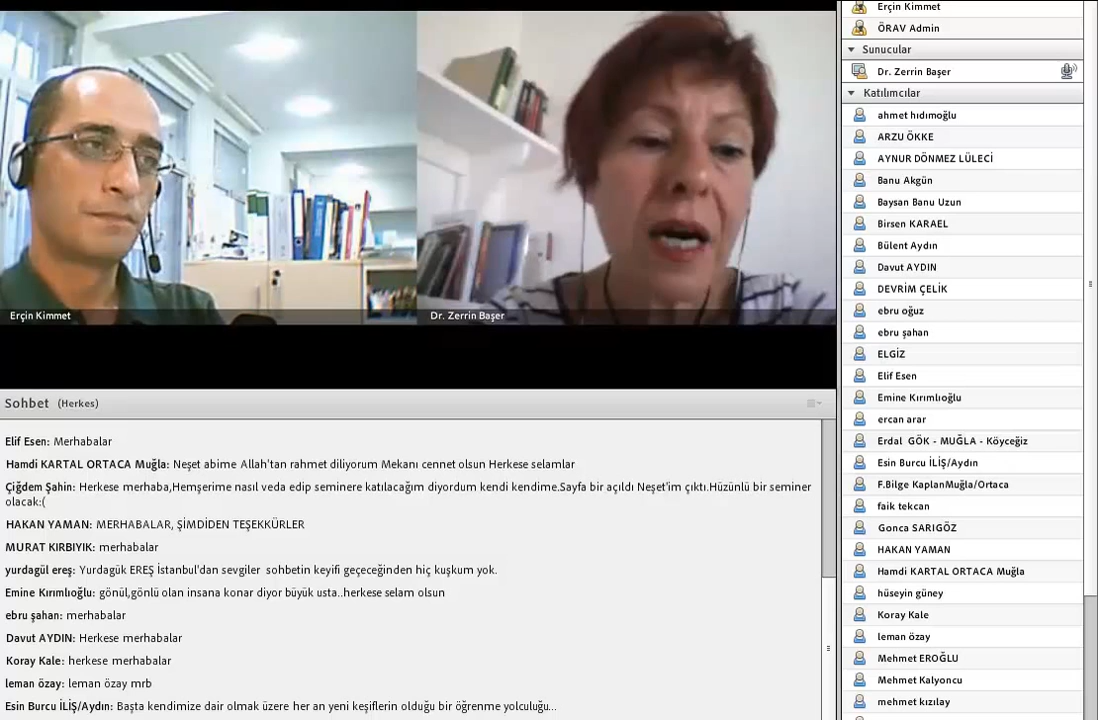 Erçin Kimmet
Dr. Zerrin Başer
Sohbet (Herkes)
Elif Esen: Merhabalar
Hamdi KARTAL ORTACA Muğla: Neşet abime Allah'tan rahmet diliyorum Mekanı cennet olsun Herkese selamlar
Çiğdem Şahin: Herkese merhaba,Hemşerime nasıl veda edip seminere katılacağım diyordum kendi kendime.Sayfa bir açıldı Neşet'im çıktı.Hüzünlü bir seminer
olacak:(
HAKAN YAMAN: MERHABALAR, ŞİMDİDEN TEŞEKKÜRLER
MURAT KIRBIYIK: merhabalar
yurdagül ereş: Yurdagük EREŞ İstanbul'dan sevgiler sohbetin keyifi geçeceğinden hiç kuşkum yok.
Emine Kırımlıoğlu: gönül,gönlü olan insana konar diyor büyük usta..herkese selam olsun
ebru şahan: merhabalar
Davut AYDIN: Herkese merhabalar
Koray Kale: herkese merhabalar
leman özay: leman özay mrb
Esin Burcu İLİŞ/Aydın: Başta kendimize dair olmak üzere her an yeni keşiflerin olduğu bir öğrenme yolculuğu...
Erçin Kimmet
ÖRAV Admin
Sunucular
Dr. Zerrin Başer
Katılımcılar
ahmet hıdımoğlu
ARZU ÖKKE
AYNUR DÖNMEZ LÜLECİ
Banu Akgün
Baysan Banu Uzun
Birsen KARAEL
Bülent Aydın
Davut AYDIN
DEVRİM ÇELİK
ebru oğuz
ebru şahan
ELGİZ
Elif Esen
Emine Kırımlıoğlu
ercan arar
Erdal GÖK - MUĞLA - Köyceğiz
Esin Burcu İLİŞ/Aydın
F.Bilge KaplanMuğla/Ortaca
faik tekcan
Gonca SARIGÖZ
HAKAN YAMAN
Hamdi KARTAL ORTACA Muğla
hüseyin güney
Koray Kale
leman özay
Mehmet EROĞLU
Mehmet Kalyoncu
mehmet kızılay